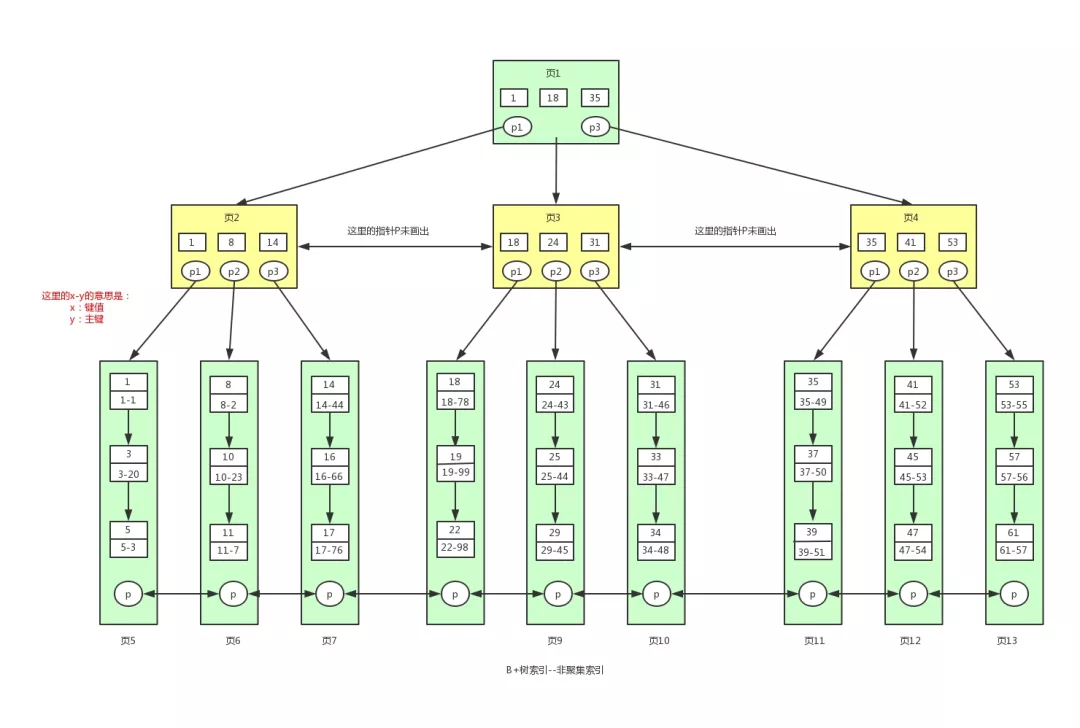 页1
1 18 35
p1 p3
页2
1 8 14
p1 p2 p3
这里的指针P未画出
页3
18 24 31
p1 p2 p3
这里的指针P未画出
页4
35 41 53
p1 p2 p3
这里的x-y的意思是：
x：键值
y：主键
1
1-1
3
3-20
5
5-3
p
页5
8
8-2
10
10-23
11
11-7
p
页6
14
14-44
16
16-66
17
17-76
p
页7
18
18-78
19
19-99
22
22-98
p
24
24-43
25
25-44
29
29-45
p
页9
31
31-46
33
33-47
34
34-48
p
页10
35
35-49
37
37-50
39
39-51
p
页11
41
41-52
45
45-53
47
47-54
p
页12
53
53-55
57
57-56
61
61-57
p
页13
B+树索引--非聚集索引